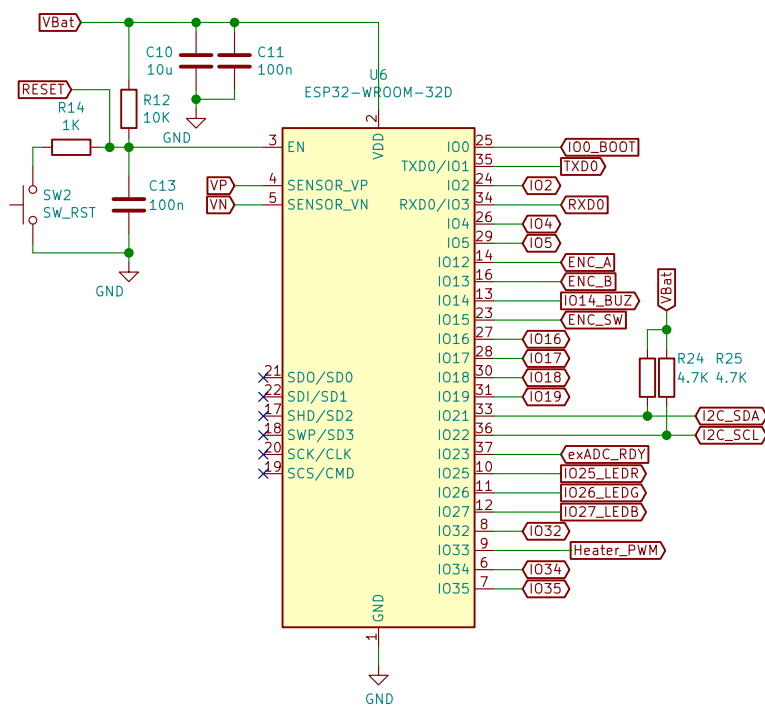 VBat
C10
10u
C11
100n
U6
ESP32-WROOM-32D
RESET
R14
1K
R12
10K
GND
SW2
SW_RST
C13
100n
GND
VP
VN
2
VDD
3 EN
4 SENSOR_VP
5 SENSOR_VN
21 SDO/SD0
22 SDI/SD1
17 SHD/SD2
18 SWP/SD3
20 SCK/CLK
19 SCS/CMD
IO0 25 IO0_BOOT
TXD0/IO1 35 TXD0
IO2 24 IO2
RXD0/IO3 34 RXD0
IO4 26 IO4
IO5 29 IO5
IO12 14 ENC_A
IO13 16 ENC_B
IO14 13 IO14_BUZ
IO15 23 ENC_SW
IO16 27 IO16
IO17 28 IO17
IO18 30 IO18
IO19 31 IO19
IO21 33 I2C_SDA
IO22 36 I2C_SCL
IO23 37 exADC_RDY
IO25 10 IO25_LEDR
IO26 11 IO26_LEDG
IO27 12 IO27_LEDB
IO32 8 IO32
IO33 9 Heater_PWM
IO34 6 IO34
IO35 7 IO35
VBat
R24 R25
4.7K 4.7K
GND
1
GND